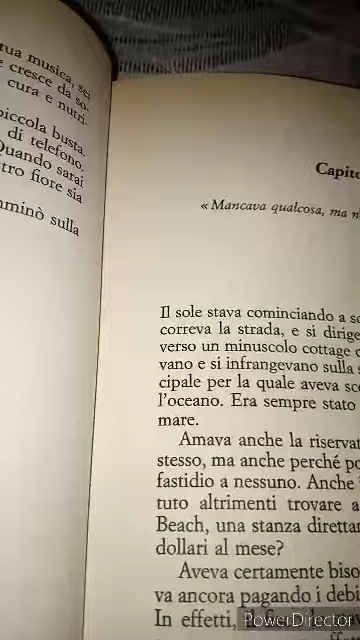 tua musica, sei
e cresce da so-
cura e nutri-
piccola busta.
di telefono.
Quando sarai
stro fiore sia
mminò sulla
Capito
« Mancava qualcosa, ma n
Il sole stava cominciando a s
correva la strada, e si dirige
verso un minuscolo cottage
vano e si infrangevano sulla s
cipale per la quale aveva sc
l'oceano. Era sempre stato
mare.
Amava anche la riservat
stesso, ma anche perché po
fastidio a nessuno. Anche
tuto altrimenti trovare a
Beach, una stanza diretta
dollari al mese?
Aveva certamente biso
va ancora pagando i debi
In effetti,
PowerDirector